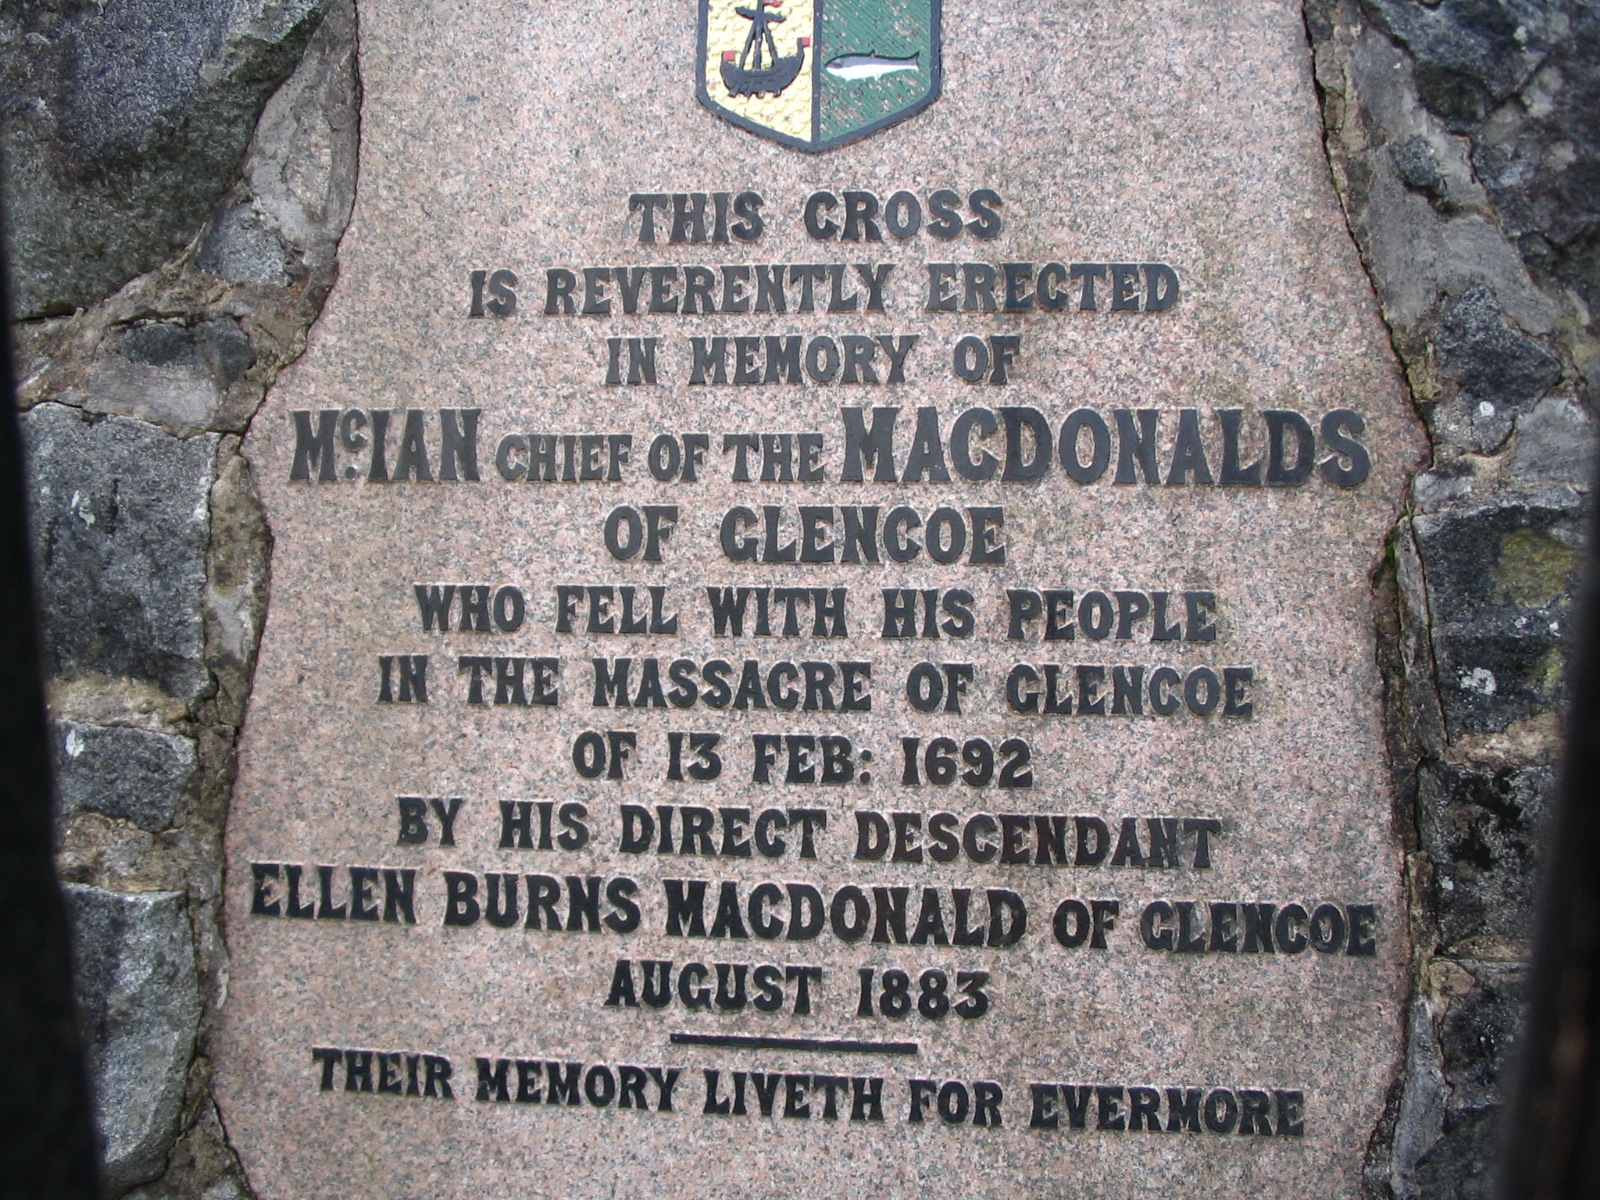 THIS CROSS
IS REVERENTLY ERECTED
IN MEMORY OF
McIAN CHIEF OF THE MACDONALDS
OF GLENCOE
WHO FELL WITH HIS PEOPLE
IN THE MASSACRE OF GLENCOE
OF 13 FEB: 1692
BY HIS DIRECT DESCENDANT
ELLEN BURNS MACDONALD OF GLENCOE
AUGUST 1883
THEIR MEMORY LIVETH FOR EVERMORE